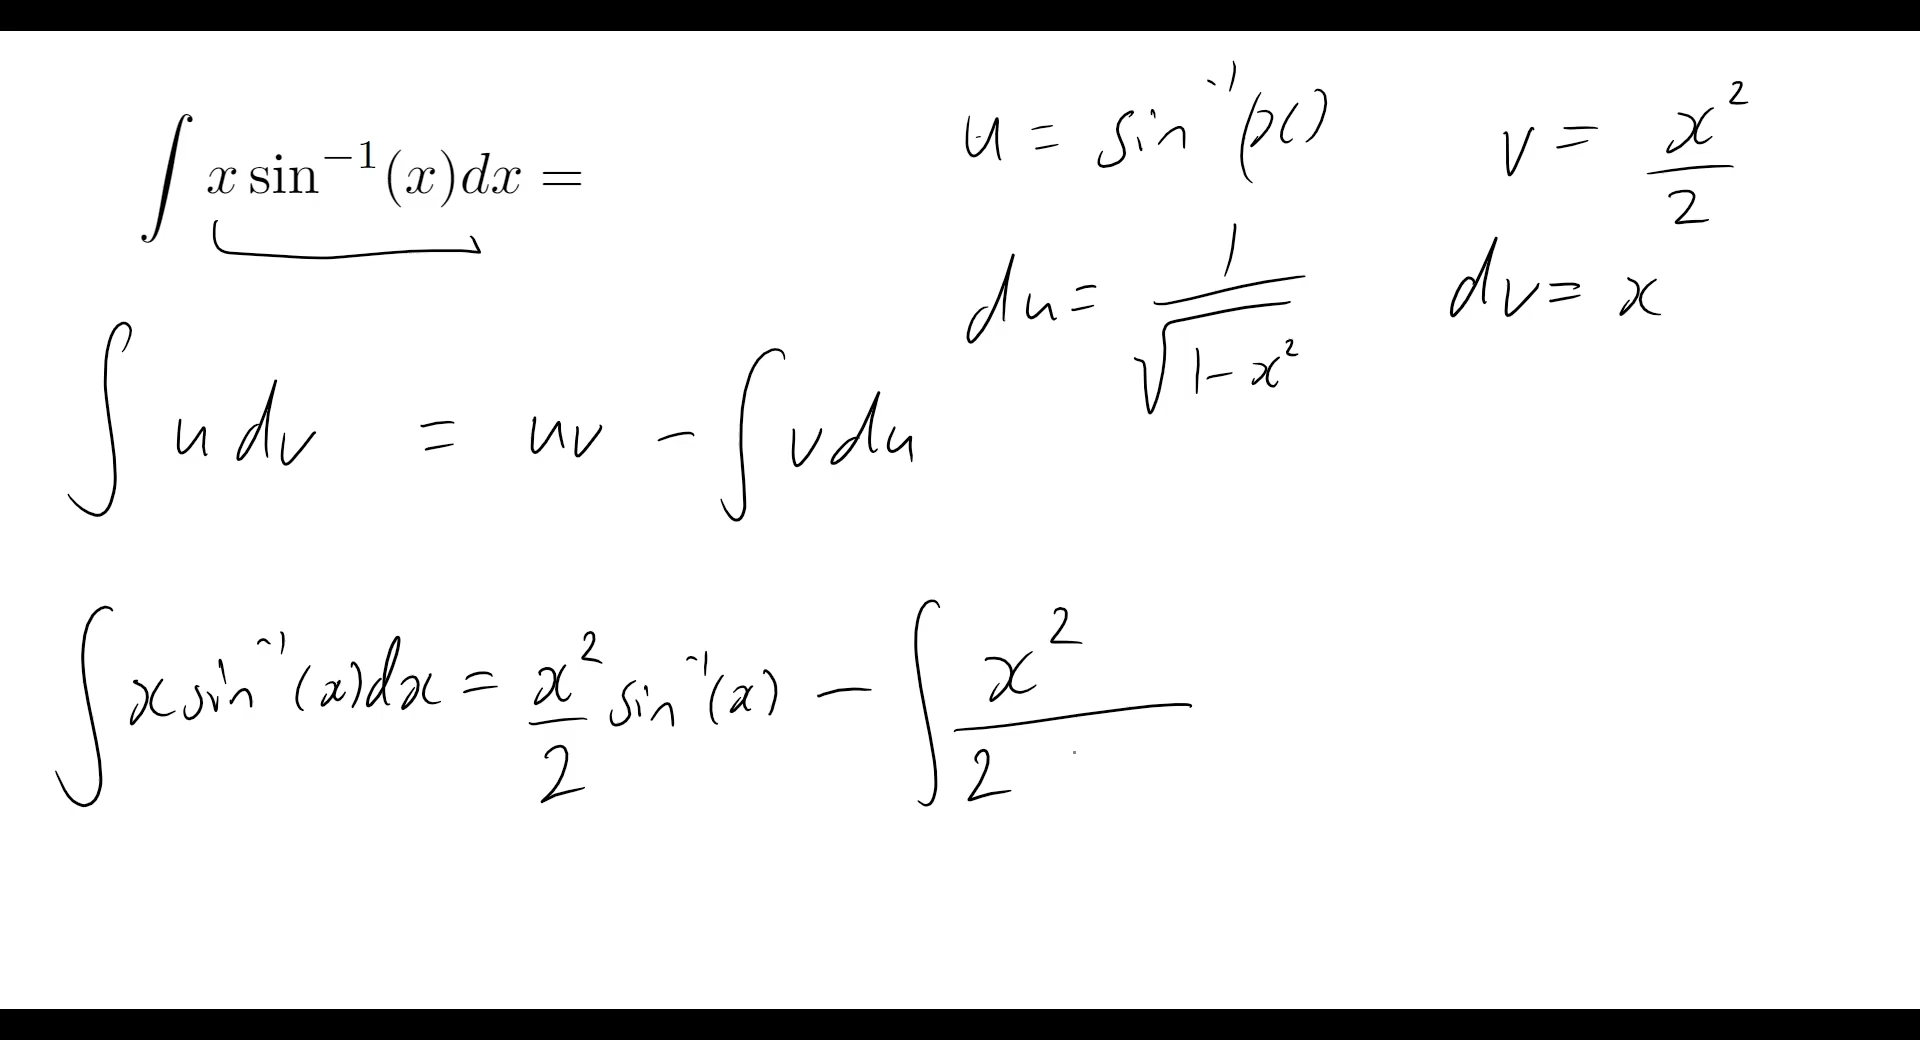 ∫ x sin⁻¹(x)dx =
u = sin⁻¹(x) v = x²/2
du = 1/√(1-x²) dv = x
∫ u dv = uv - ∫ v du
∫ x sin⁻¹(x)dx = x²/2 sin⁻¹(x) - ∫ x²/2